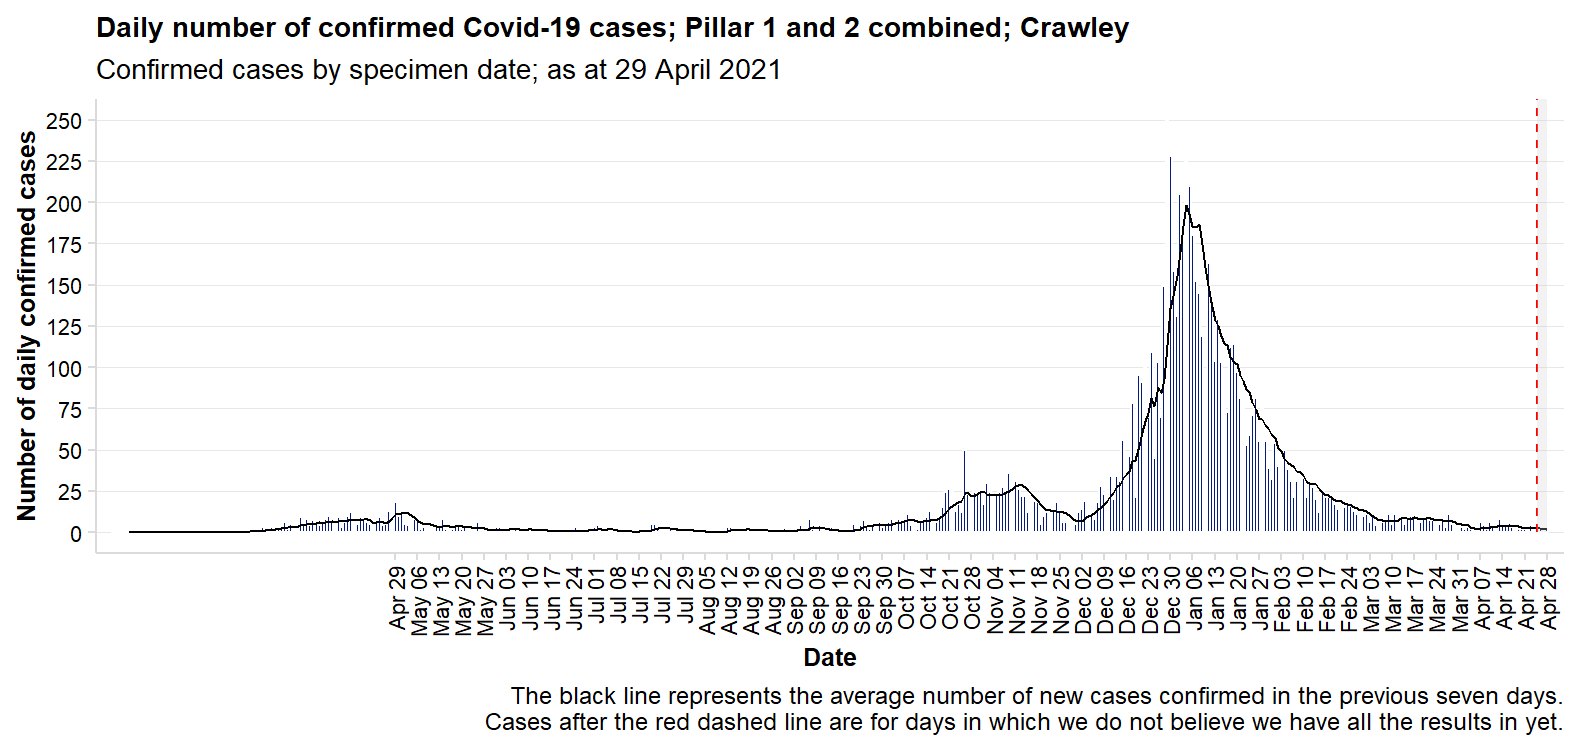 Daily number of confirmed Covid-19 cases; Pillar 1 and 2 combined; Crawley
Confirmed cases by specimen date; as at 29 April 2021
Number of daily confirmed cases
250
225
200
175
150
125
100
75
50
25
0
Apr 29
May 06
May 13
May 20
May 27
Jun 03
Jun 10
Jun 17
Jun 24
Jul 01
Jul 08
Jul 15
Jul 22
Jul 29
Aug 05
Aug 12
Aug 19
Aug 26
Sep 02
Sep 09
Sep 16
Sep 23
Sep 30
Oct 07
Oct 14
Oct 21
Oct 28
Nov 04
Nov 11
Nov 18
Nov 25
Dec 02
Dec 09
Dec 16
Dec 23
Dec 30
Jan 06
Jan 13
Jan 20
Jan 27
Feb 03
Feb 10
Feb 17
Feb 24
Mar 03
Mar 10
Mar 17
Mar 24
Mar 31
Apr 07
Apr 14
Apr 21
Apr 28
Date
The black line represents the average number of new cases confirmed in the previous seven days.
Cases after the red dashed line are for days in which we do not believe we have all the results in yet.